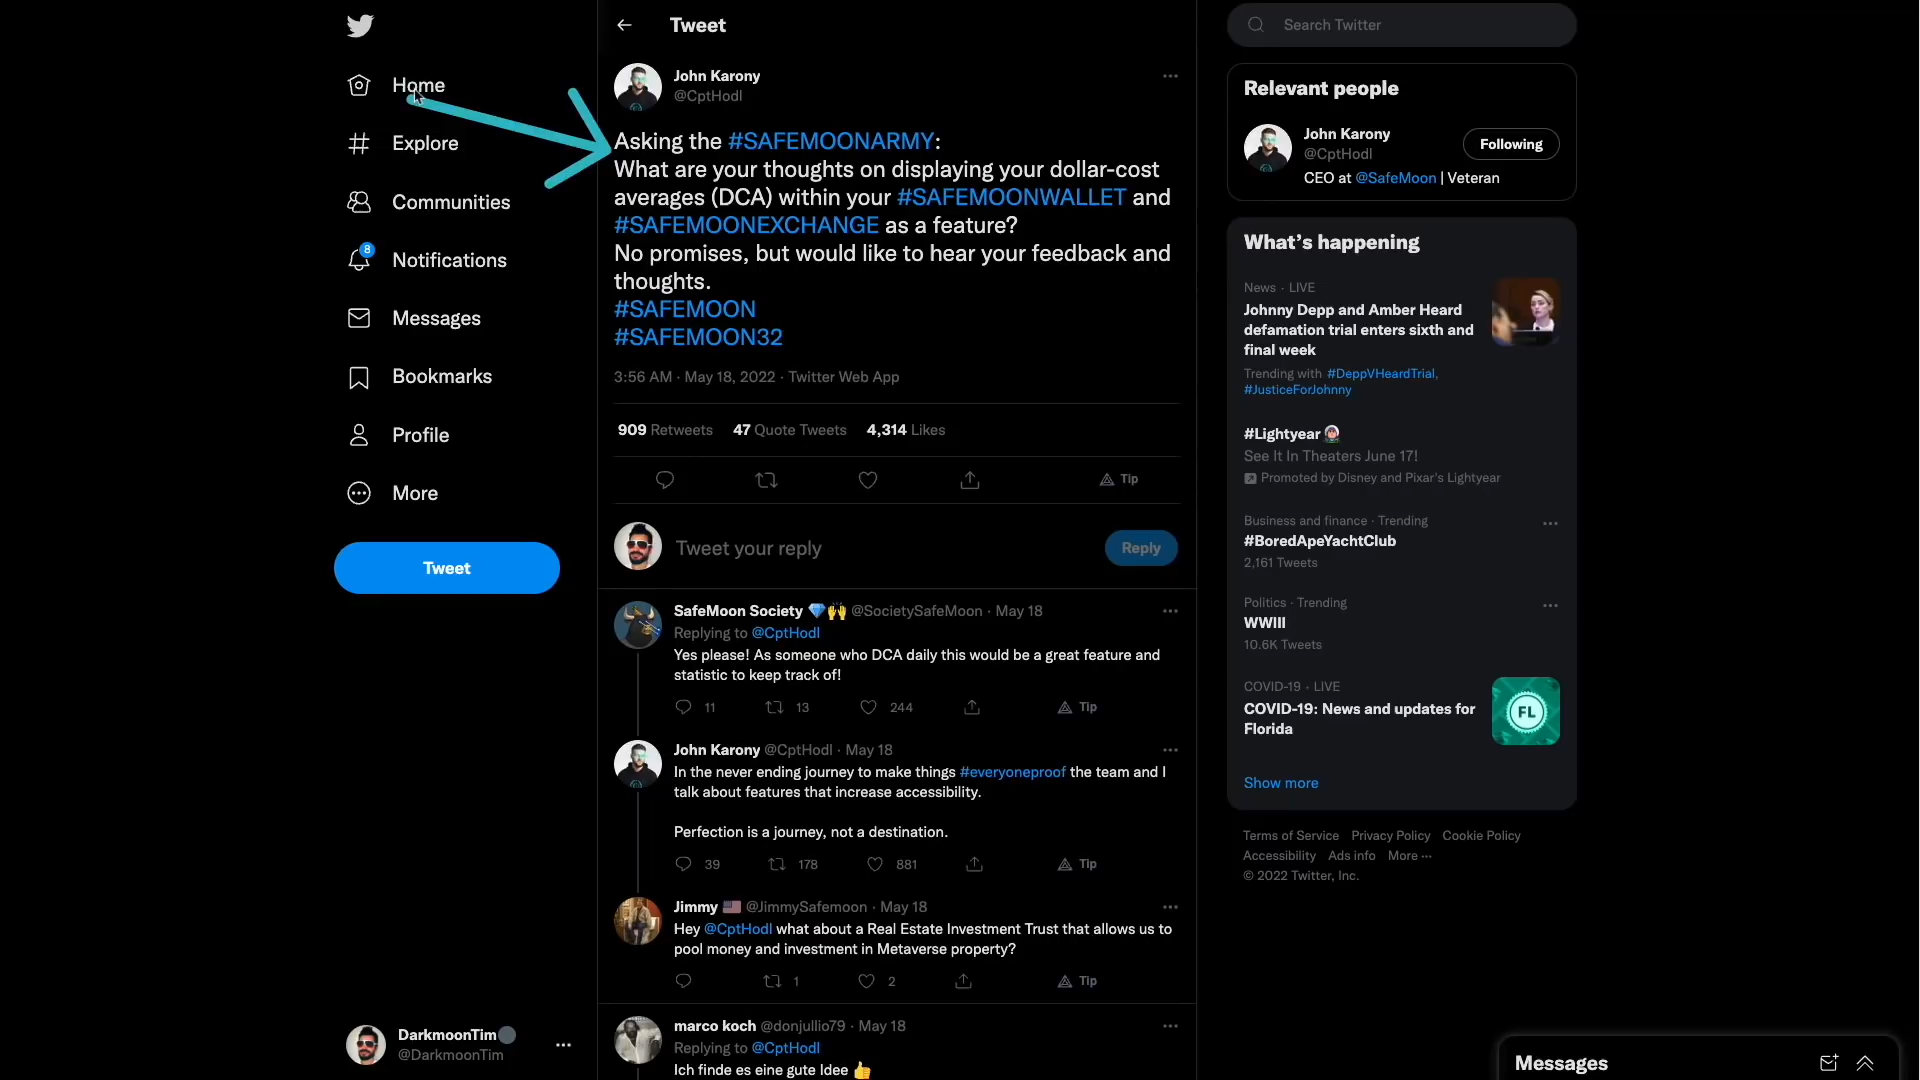 Home
Explore
Communities
8
Notifications
Messages
Bookmarks
Profile
More
Tweet
DarkmoonTim
@DarkmoonTim
Tweet
John Karony
@CptHodl
Asking the #SAFEMOONARMY:
What are your thoughts on displaying your dollar-cost
averages (DCA) within your #SAFEMOONWALLET and
#SAFEMOONEXCHANGE as a feature?
No promises, but would like to hear your feedback and
thoughts.
#SAFEMOON
#SAFEMOON32
3:56 AM · May 18, 2022 · Twitter Web App
909 Retweets 47 Quote Tweets 4,314 Likes
Tip
Tweet your reply
Reply
SafeMoon Society 💎🙌 @SocietySafeMoon · May 18
Replying to @CptHodl
Yes please! As someone who DCA daily this would be a great feature and
statistic to keep track of!
11 13 244 Tip
John Karony @CptHodl · May 18
In the never ending journey to make things #everyoneproof the team and I
talk about features that increase accessibility.
Perfection is a journey, not a destination.
39 178 881 Tip
Jimmy 🇺🇸 @JimmySafemoon · May 18
Hey @CptHodl what about a Real Estate Investment Trust that allows us to
pool money and investment in Metaverse property?
1 2 Tip
marco koch @donjullio79 · May 18
Replying to @CptHodl
Ich finde es eine gute Idee 👍
Search Twitter
Relevant people
John Karony
@CptHodl
Following
CEO at @SafeMoon | Veteran
What's happening
News · LIVE
Johnny Depp and Amber Heard
defamation trial enters sixth and
final week
Trending with #DeppVHeardTrial,
#JusticeForJohnny
#Lightyear
See It In Theaters June 17!
Promoted by Disney and Pixar's Lightyear
Business and finance · Trending
#BoredApeYachtClub
2,161 Tweets
Politics · Trending
WWIII
10.6K Tweets
COVID-19 · LIVE
COVID-19: News and updates for
Florida
FL
Show more
Terms of Service Privacy Policy Cookie Policy
Accessibility Ads info More ···
© 2022 Twitter, Inc.
Messages